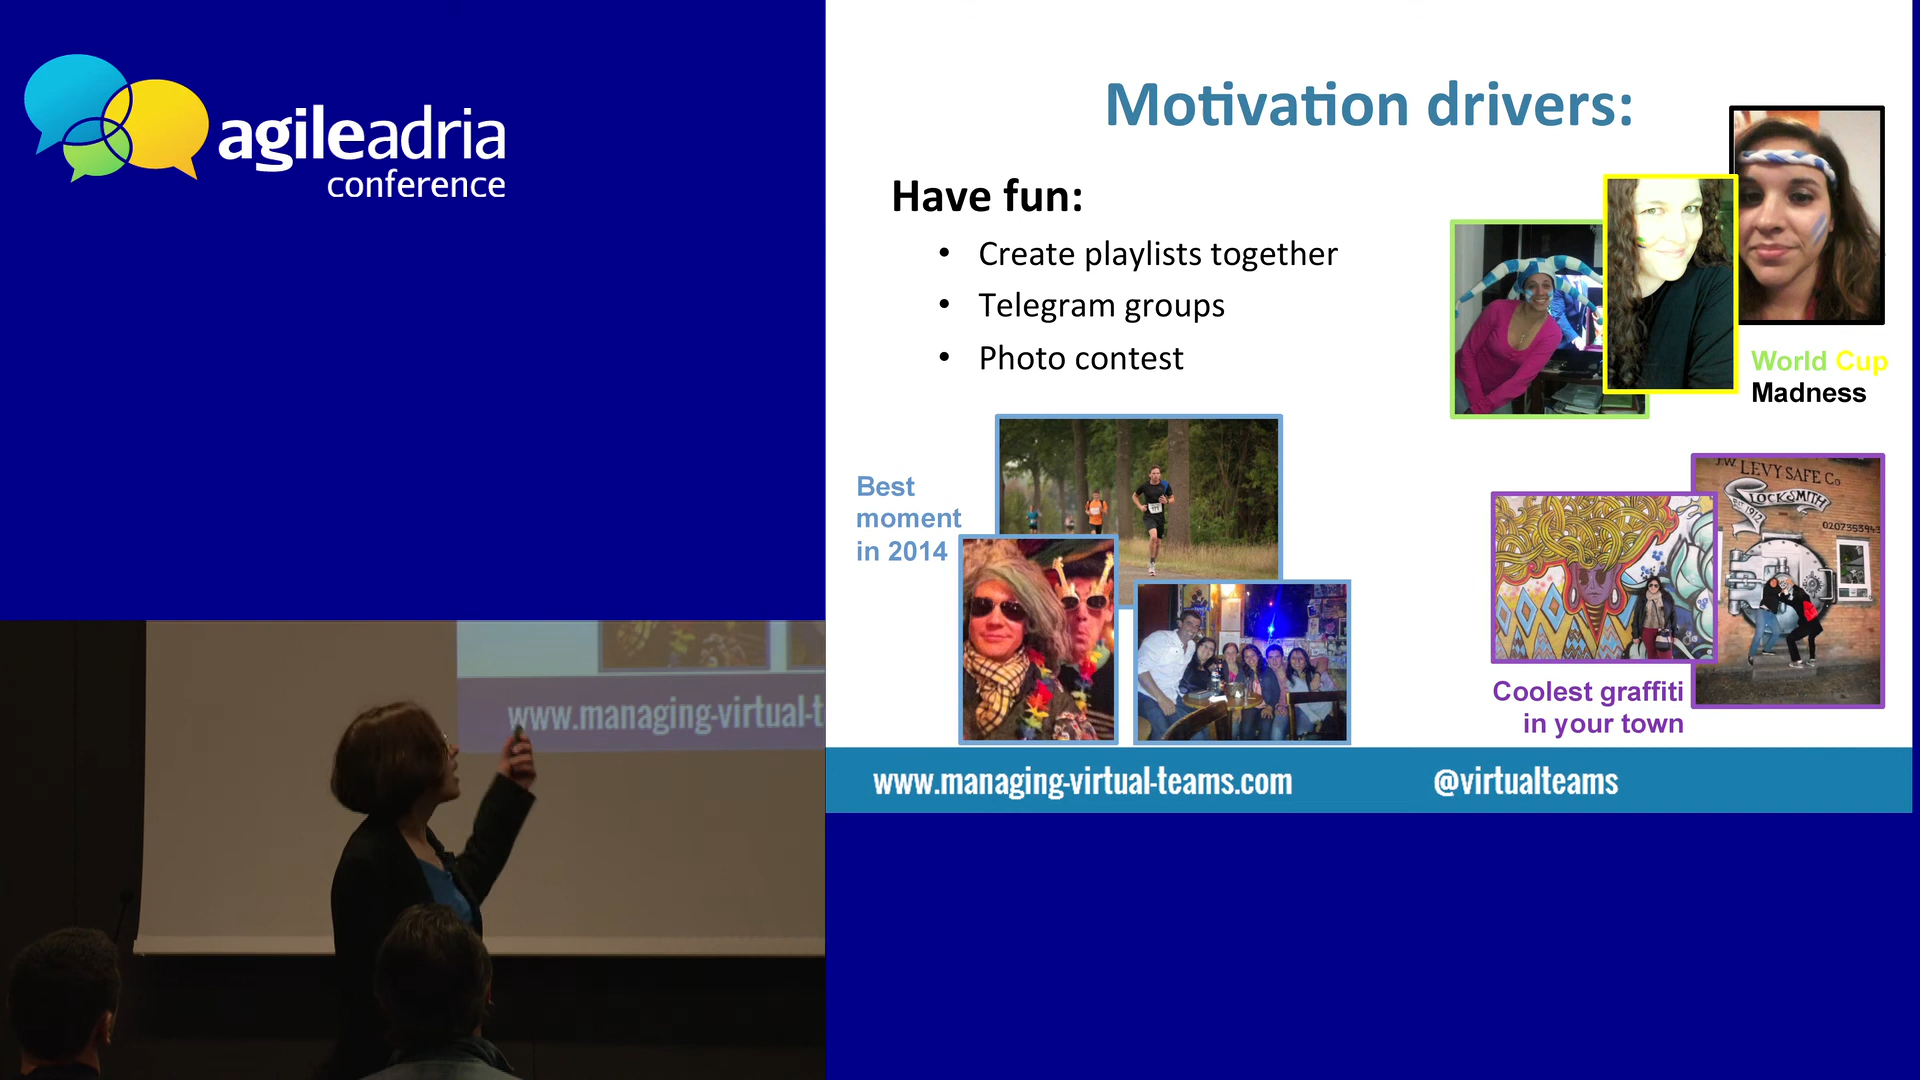 agileadria
conference
Motivation drivers:
Have fun:
• Create playlists together
• Telegram groups
• Photo contest
World Cup
Madness
Best
moment
in 2014
J.W. LEVY SAFE Co
LOCKSMITH
1912
Coolest graffiti
in your town
www.managing-virtual-teams.com
@virtualteams
www.managing-virtual-t